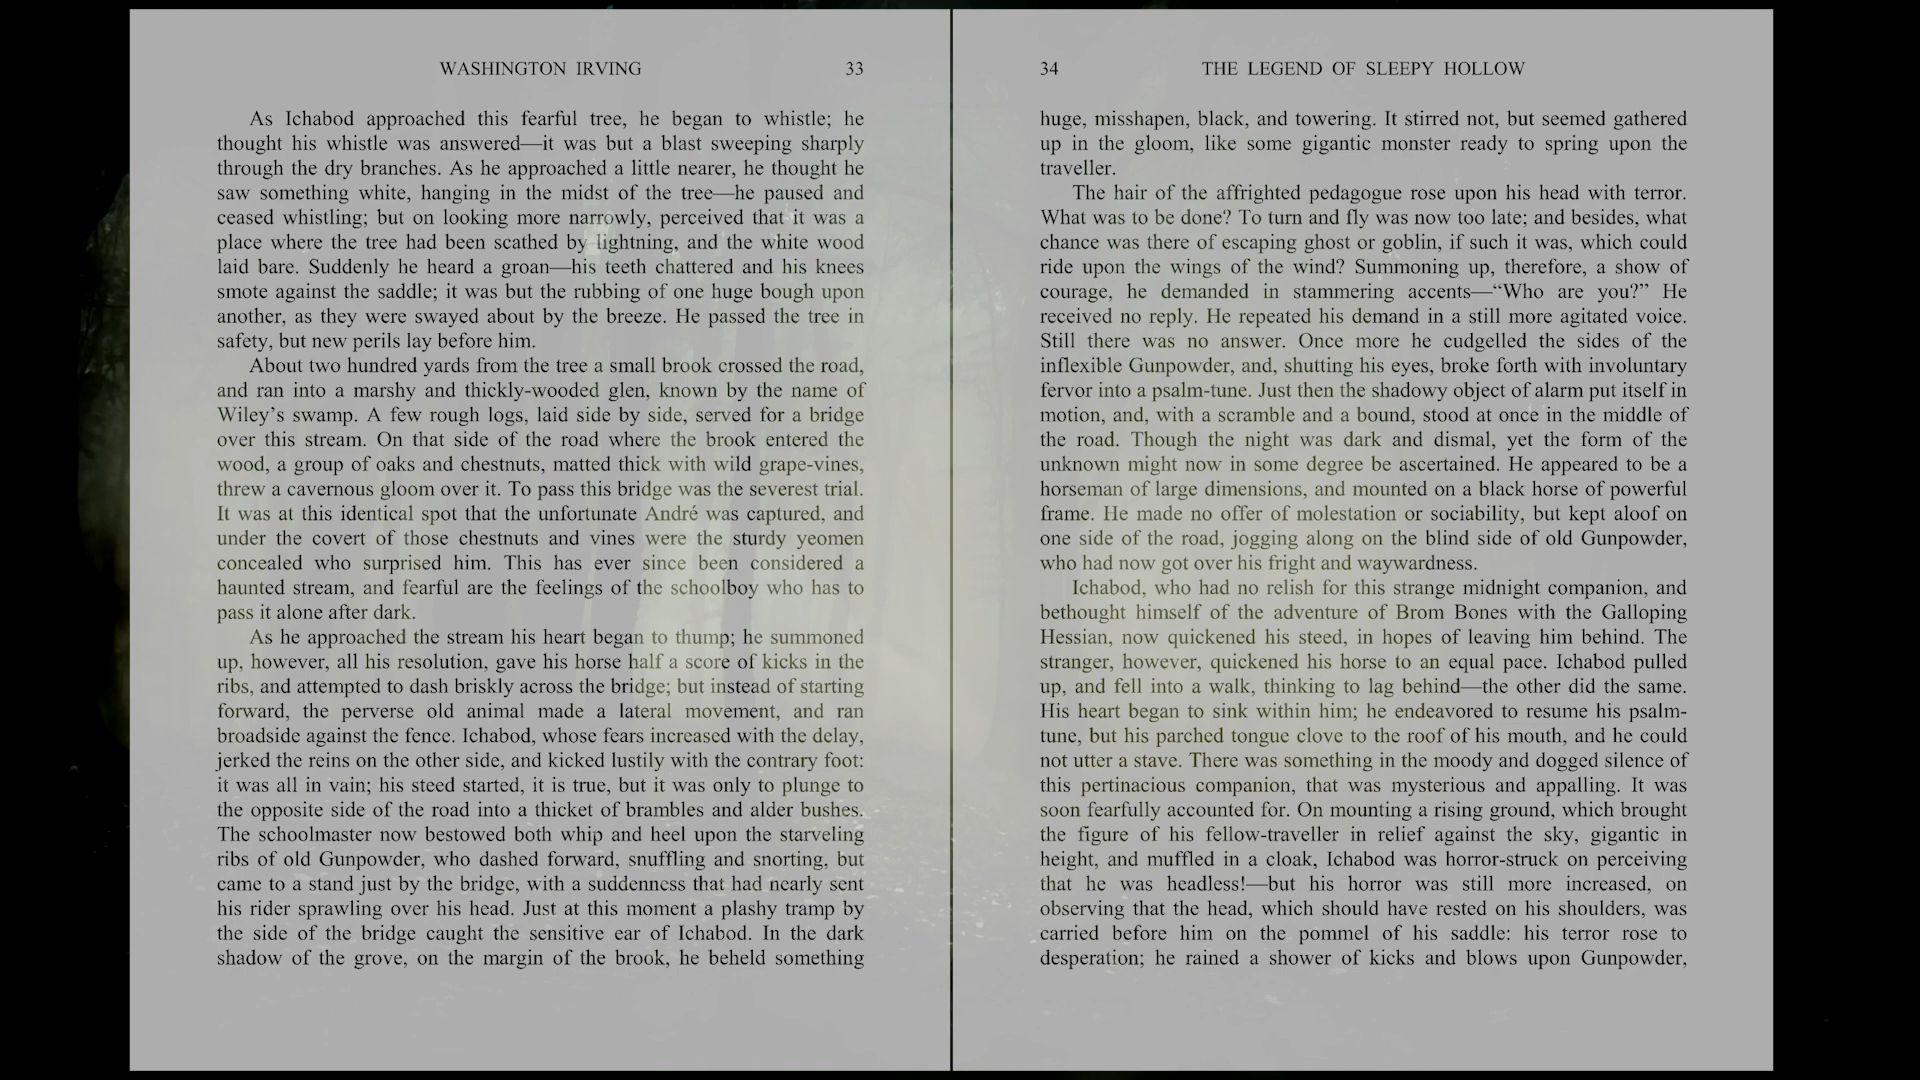 WASHINGTON IRVING 33
As Ichabod approached this fearful tree, he began to whistle; he
thought his whistle was answered—it was but a blast sweeping sharply
through the dry branches. As he approached a little nearer, he thought he
saw something white, hanging in the midst of the tree—he paused and
ceased whistling; but on looking more narrowly, perceived that it was a
place where the tree had been scathed by lightning, and the white wood
laid bare. Suddenly he heard a groan—his teeth chattered and his knees
smote against the saddle; it was but the rubbing of one huge bough upon
another, as they were swayed about by the breeze. He passed the tree in
safety, but new perils lay before him.
About two hundred yards from the tree a small brook crossed the road,
and ran into a marshy and thickly-wooded glen, known by the name of
Wiley’s swamp. A few rough logs, laid side by side, served for a bridge
over this stream. On that side of the road where the brook entered the
wood, a group of oaks and chestnuts, matted thick with wild grape-vines,
threw a cavernous gloom over it. To pass this bridge was the severest trial.
It was at this identical spot that the unfortunate André was captured, and
under the covert of those chestnuts and vines were the sturdy yeomen
concealed who surprised him. This has ever since been considered a
haunted stream, and fearful are the feelings of the schoolboy who has to
pass it alone after dark.
As he approached the stream his heart began to thump; he summoned
up, however, all his resolution, gave his horse half a score of kicks in the
ribs, and attempted to dash briskly across the bridge; but instead of starting
forward, the perverse old animal made a lateral movement, and ran
broadside against the fence. Ichabod, whose fears increased with the delay,
jerked the reins on the other side, and kicked lustily with the contrary foot:
it was all in vain; his steed started, it is true, but it was only to plunge to
the opposite side of the road into a thicket of brambles and alder bushes.
The schoolmaster now bestowed both whip and heel upon the starveling
ribs of old Gunpowder, who dashed forward, snuffling and snorting, but
came to a stand just by the bridge, with a suddenness that had nearly sent
his rider sprawling over his head. Just at this moment a plashy tramp by
the side of the bridge caught the sensitive ear of Ichabod. In the dark
shadow of the grove, on the margin of the brook, he beheld something
34 THE LEGEND OF SLEEPY HOLLOW
huge, misshapen, black, and towering. It stirred not, but seemed gathered
up in the gloom, like some gigantic monster ready to spring upon the
traveller.
The hair of the affrighted pedagogue rose upon his head with terror.
What was to be done? To turn and fly was now too late; and besides, what
chance was there of escaping ghost or goblin, if such it was, which could
ride upon the wings of the wind? Summoning up, therefore, a show of
courage, he demanded in stammering accents—“Who are you?” He
received no reply. He repeated his demand in a still more agitated voice.
Still there was no answer. Once more he cudgelled the sides of the
inflexible Gunpowder, and, shutting his eyes, broke forth with involuntary
fervor into a psalm-tune. Just then the shadowy object of alarm put itself in
motion, and, with a scramble and a bound, stood at once in the middle of
the road. Though the night was dark and dismal, yet the form of the
unknown might now in some degree be ascertained. He appeared to be a
horseman of large dimensions, and mounted on a black horse of powerful
frame. He made no offer of molestation or sociability, but kept aloof on
one side of the road, jogging along on the blind side of old Gunpowder,
who had now got over his fright and waywardness.
Ichabod, who had no relish for this strange midnight companion, and
bethought himself of the adventure of Brom Bones with the Galloping
Hessian, now quickened his steed, in hopes of leaving him behind. The
stranger, however, quickened his horse to an equal pace. Ichabod pulled
up, and fell into a walk, thinking to lag behind—the other did the same.
His heart began to sink within him; he endeavored to resume his psalm-
tune, but his parched tongue clove to the roof of his mouth, and he could
not utter a stave. There was something in the moody and dogged silence of
this pertinacious companion, that was mysterious and appalling. It was
soon fearfully accounted for. On mounting a rising ground, which brought
the figure of his fellow-traveller in relief against the sky, gigantic in
height, and muffled in a cloak, Ichabod was horror-struck on perceiving
that he was headless!—but his horror was still more increased, on
observing that the head, which should have rested on his shoulders, was
carried before him on the pommel of his saddle: his terror rose to
desperation; he rained a shower of kicks and blows upon Gunpowder,